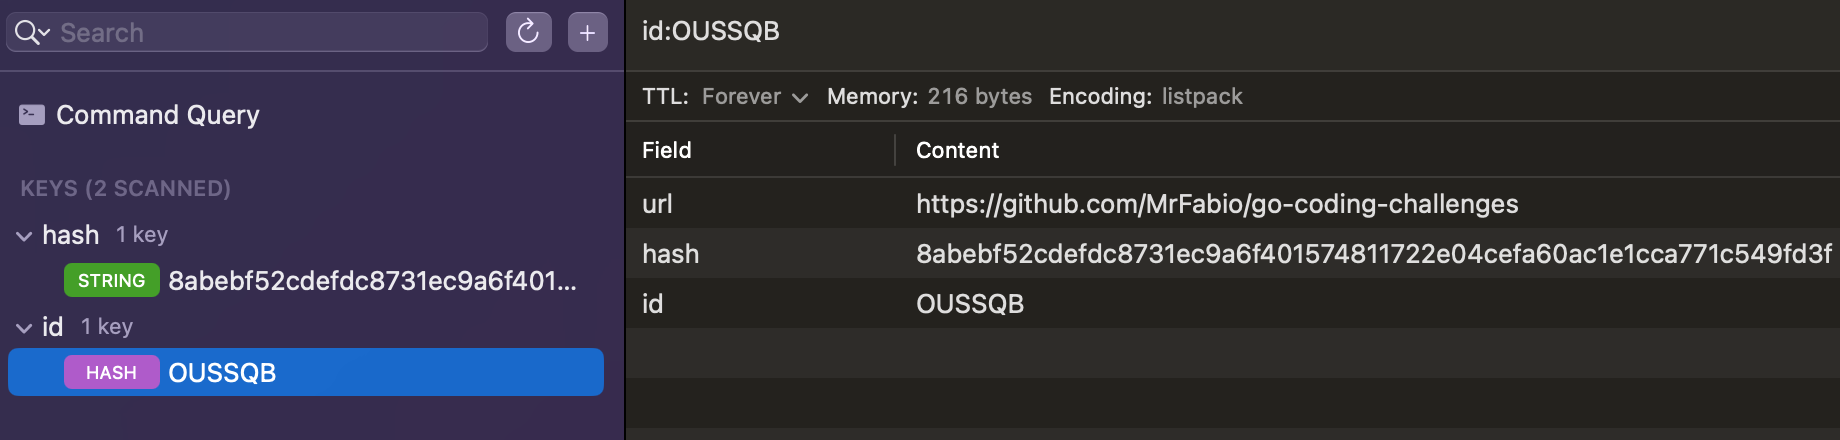 Search
+
Command Query
KEYS (2 SCANNED)
hash 1 key
STRING 8abebf52cdefdc8731ec9a6f401...
id 1 key
HASH OUSSQB
id:OUSSQB
TTL: Forever Memory: 216 bytes Encoding: listpack
Field Content
url https://github.com/MrFabio/go-coding-challenges
hash 8abebf52cdefdc8731ec9a6f401574811722e04cefa60ac1e1cca771c549fd3f
id OUSSQB